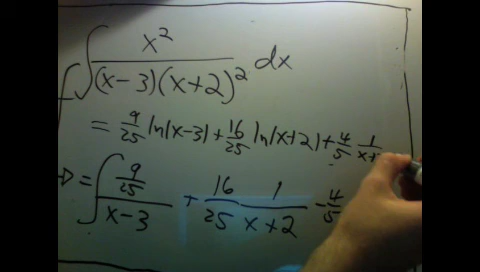 ∫ x² / (x-3)(x+2)² dx
= 9/25 ln|x-3| + 16/25 ln|x+2| + 4/5 1/x+
→ = ∫ 9/25 / x-3 + 16/25 1/x+2 - 4/5